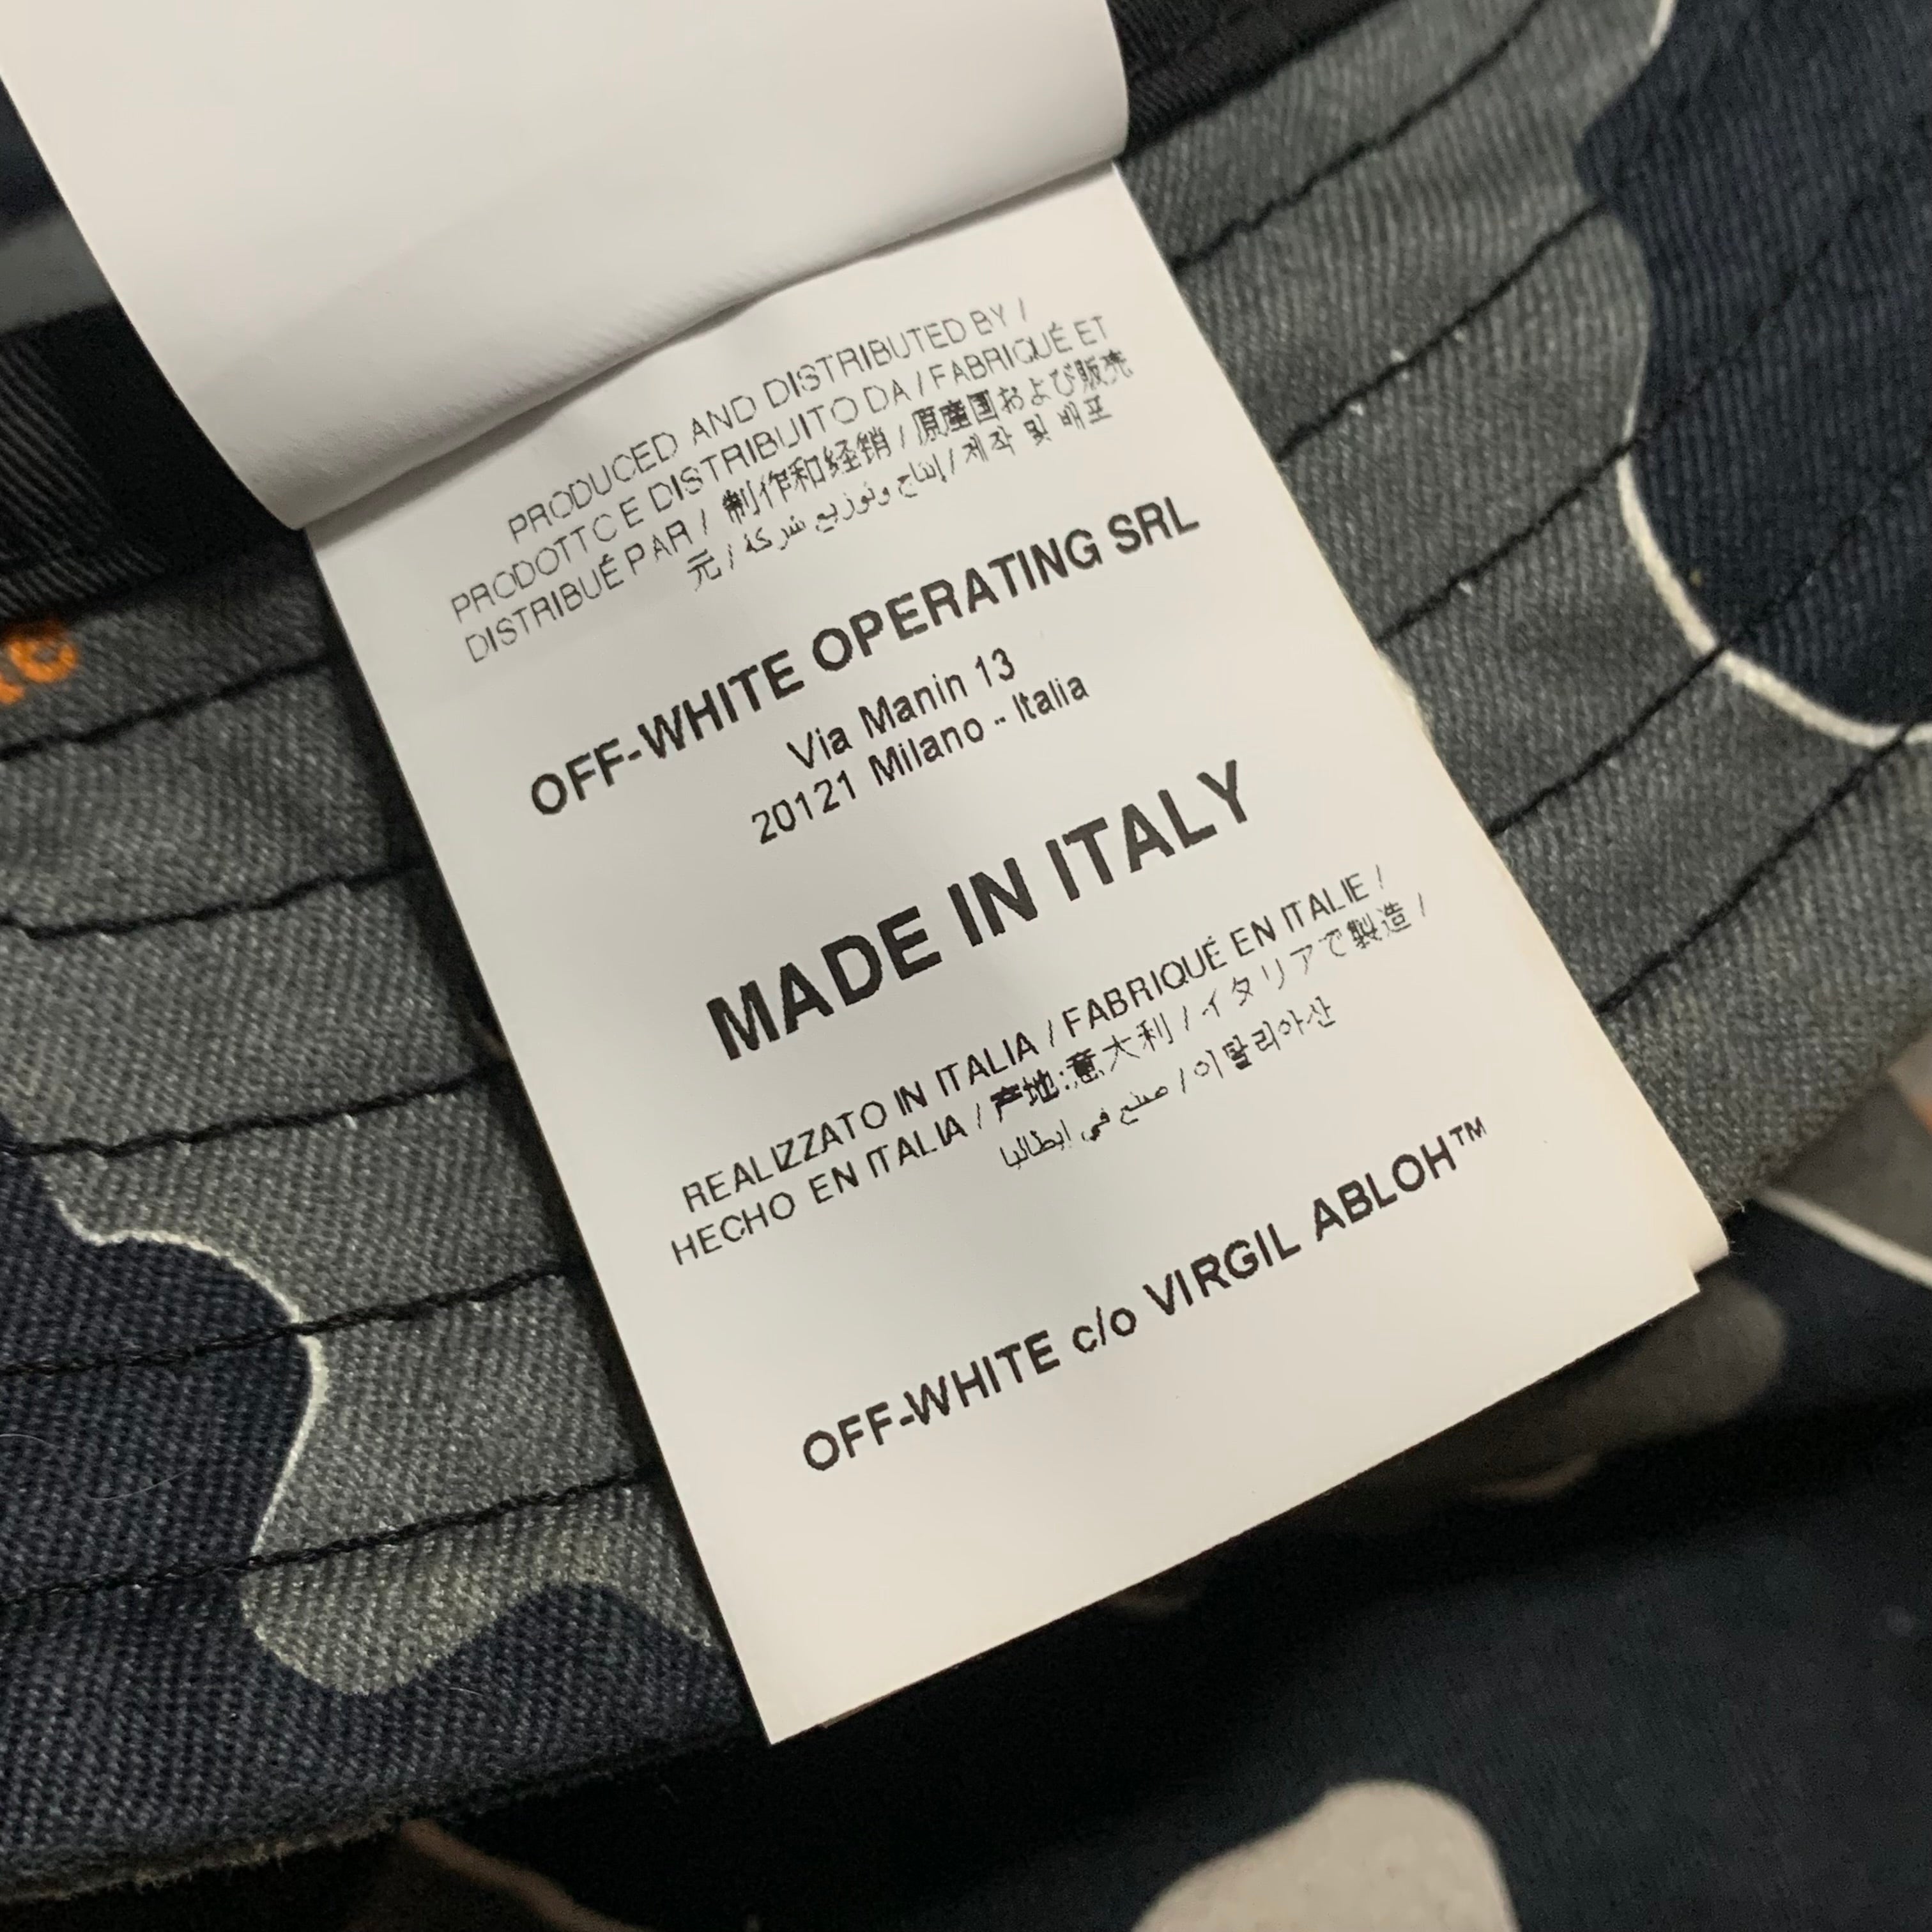 PRODUCED AND DISTRIBUTED BY /
PRODOTTO E DISTRIBUITO DA / FABRIQUÉ ET
DISTRIBUÉ PAR / 制作和经销 / 原産国および販売
元 / إنتاج وتوزيع شركة / 제작 및 배포
OFF-WHITE OPERATING SRL
Via Manin 13
20121 Milano - Italia
MADE IN ITALY
REALIZZATO IN ITALIA / FABRIQUÉ EN ITALIE /
HECHO EN ITALIA / 产地:意大利 / イタリアで製造 /
صنع في إيطاليا / 이탈리아산
OFF-WHITE c/o VIRGIL ABLOH™